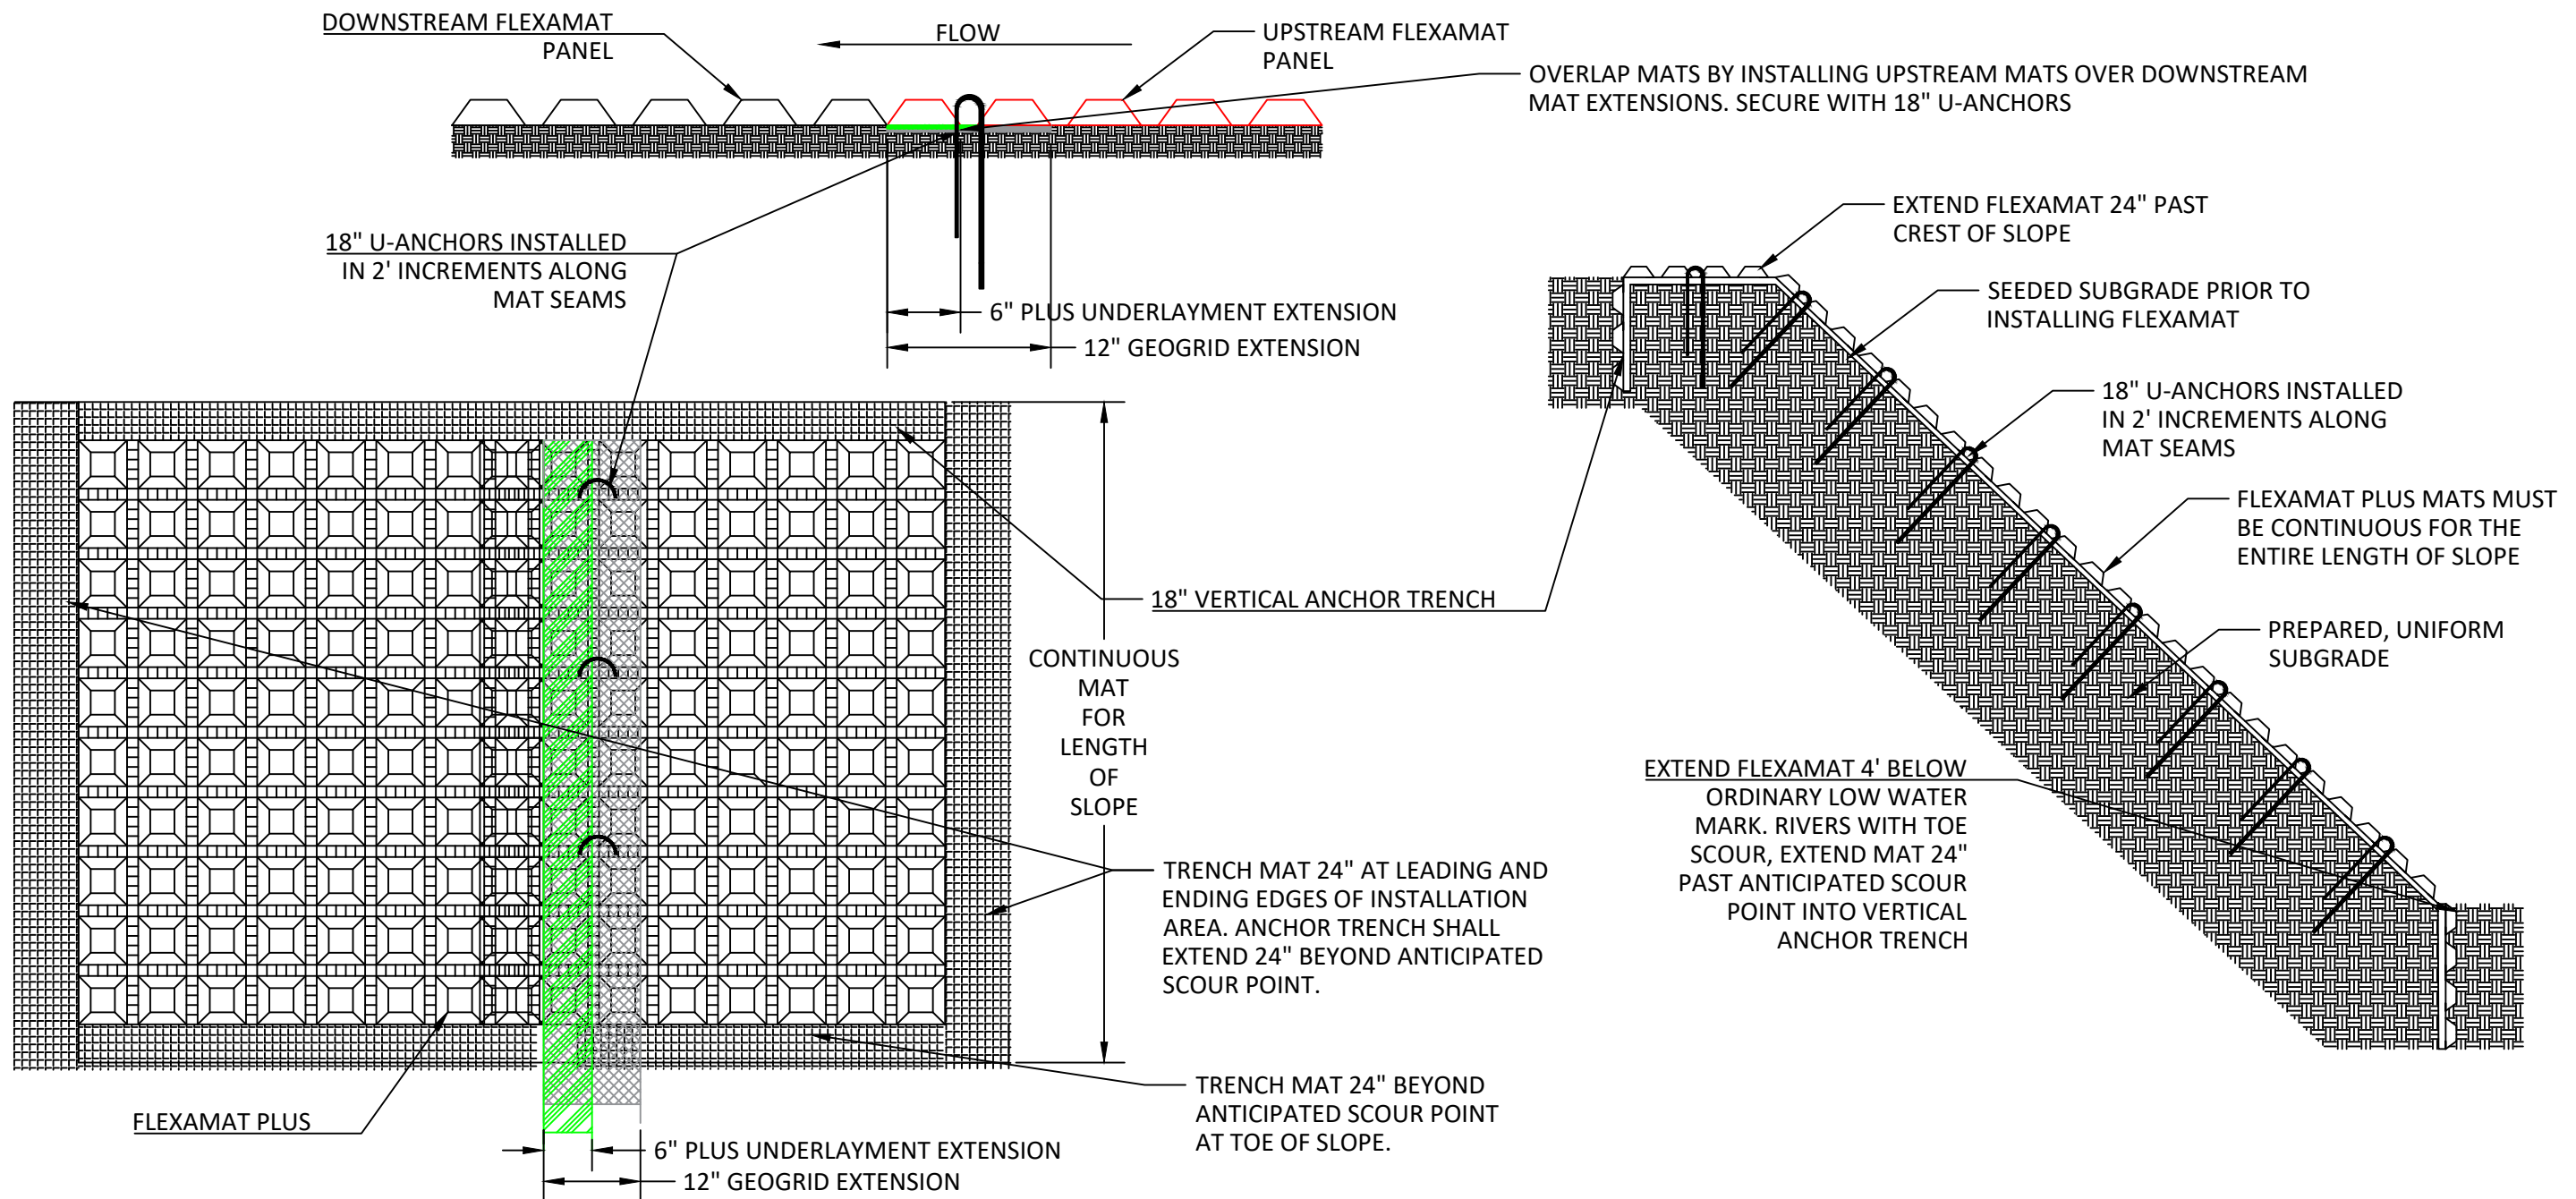 DOWNSTREAM FLEXAMAT
PANEL
FLOW
UPSTREAM FLEXAMAT
PANEL
OVERLAP MATS BY INSTALLING UPSTREAM MATS OVER DOWNSTREAM
MAT EXTENSIONS. SECURE WITH 18" U-ANCHORS
18" U-ANCHORS INSTALLED
IN 2' INCREMENTS ALONG
MAT SEAMS
6" PLUS UNDERLAYMENT EXTENSION
12" GEOGRID EXTENSION
EXTEND FLEXAMAT 24" PAST
CREST OF SLOPE
SEEDED SUBGRADE PRIOR TO
INSTALLING FLEXAMAT
18" U-ANCHORS INSTALLED
IN 2' INCREMENTS ALONG
MAT SEAMS
FLEXAMAT PLUS MATS MUST
BE CONTINUOUS FOR THE
ENTIRE LENGTH OF SLOPE
18" VERTICAL ANCHOR TRENCH
PREPARED, UNIFORM
SUBGRADE
CONTINUOUS
MAT
FOR
LENGTH
OF
SLOPE
EXTEND FLEXAMAT 4' BELOW
ORDINARY LOW WATER
MARK. RIVERS WITH TOE
SCOUR, EXTEND MAT 24"
PAST ANTICIPATED SCOUR
POINT INTO VERTICAL
ANCHOR TRENCH
TRENCH MAT 24" AT LEADING AND
ENDING EDGES OF INSTALLATION
AREA. ANCHOR TRENCH SHALL
EXTEND 24" BEYOND ANTICIPATED
SCOUR POINT.
TRENCH MAT 24" BEYOND
ANTICIPATED SCOUR POINT
AT TOE OF SLOPE.
FLEXAMAT PLUS
6" PLUS UNDERLAYMENT EXTENSION
12" GEOGRID EXTENSION